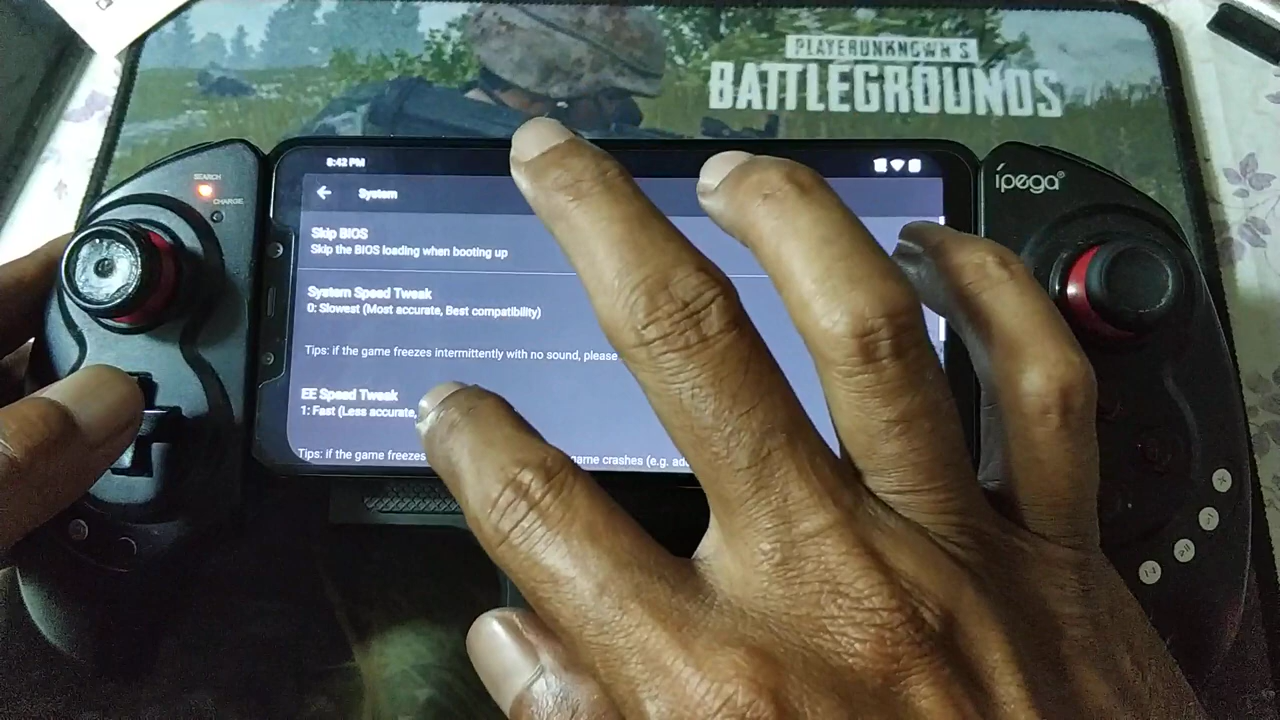 PLAYERUNKNOWN'S
BATTLEGROUNDS
8:42 PM
SEARCH
CHARGE
ípega®
System
Skip BIOS
Skip the BIOS loading when booting up
System Speed Tweak
0: Slowest (Most accurate, Best compatibility)
Tips: if the game freezes intermittently with no sound, please
EE Speed Tweak
1: Fast (Less accurate,
Tips: if the game freezes game crashes (e.g.